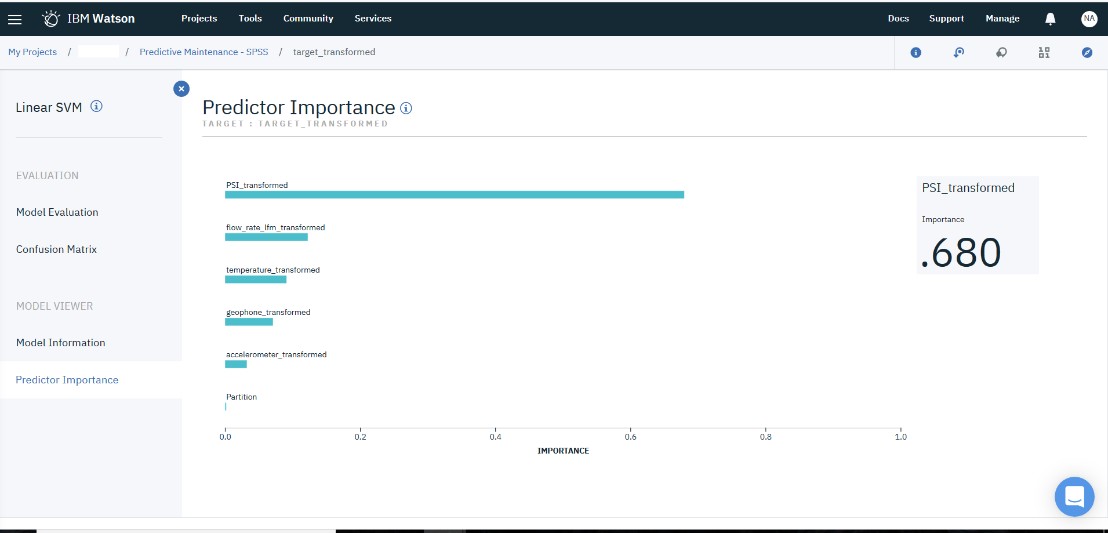 IBM Watson
Projects Tools Community Services
Docs Support Manage
NA
My Projects / / Predictive Maintenance - SPSS / target_transformed
Linear SVM
Predictor Importance
TARGET : TARGET_TRANSFORMED
EVALUATION
Model Evaluation
Confusion Matrix
MODEL VIEWER
Model Information
Predictor Importance
PSI_transformed
flow_rate_lfm_transformed
temperature_transformed
geophone_transformed
accelerometer_transformed
Partition
0.0 0.2 0.4 0.6 0.8 1.0
IMPORTANCE
PSI_transformed
Importance
.680